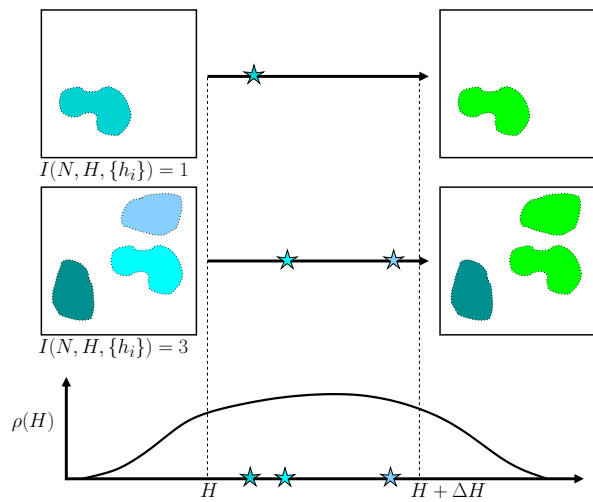 I(N, H, {h_i}) = 1
I(N, H, {h_i}) = 3
ρ(H)
H
H + ΔH